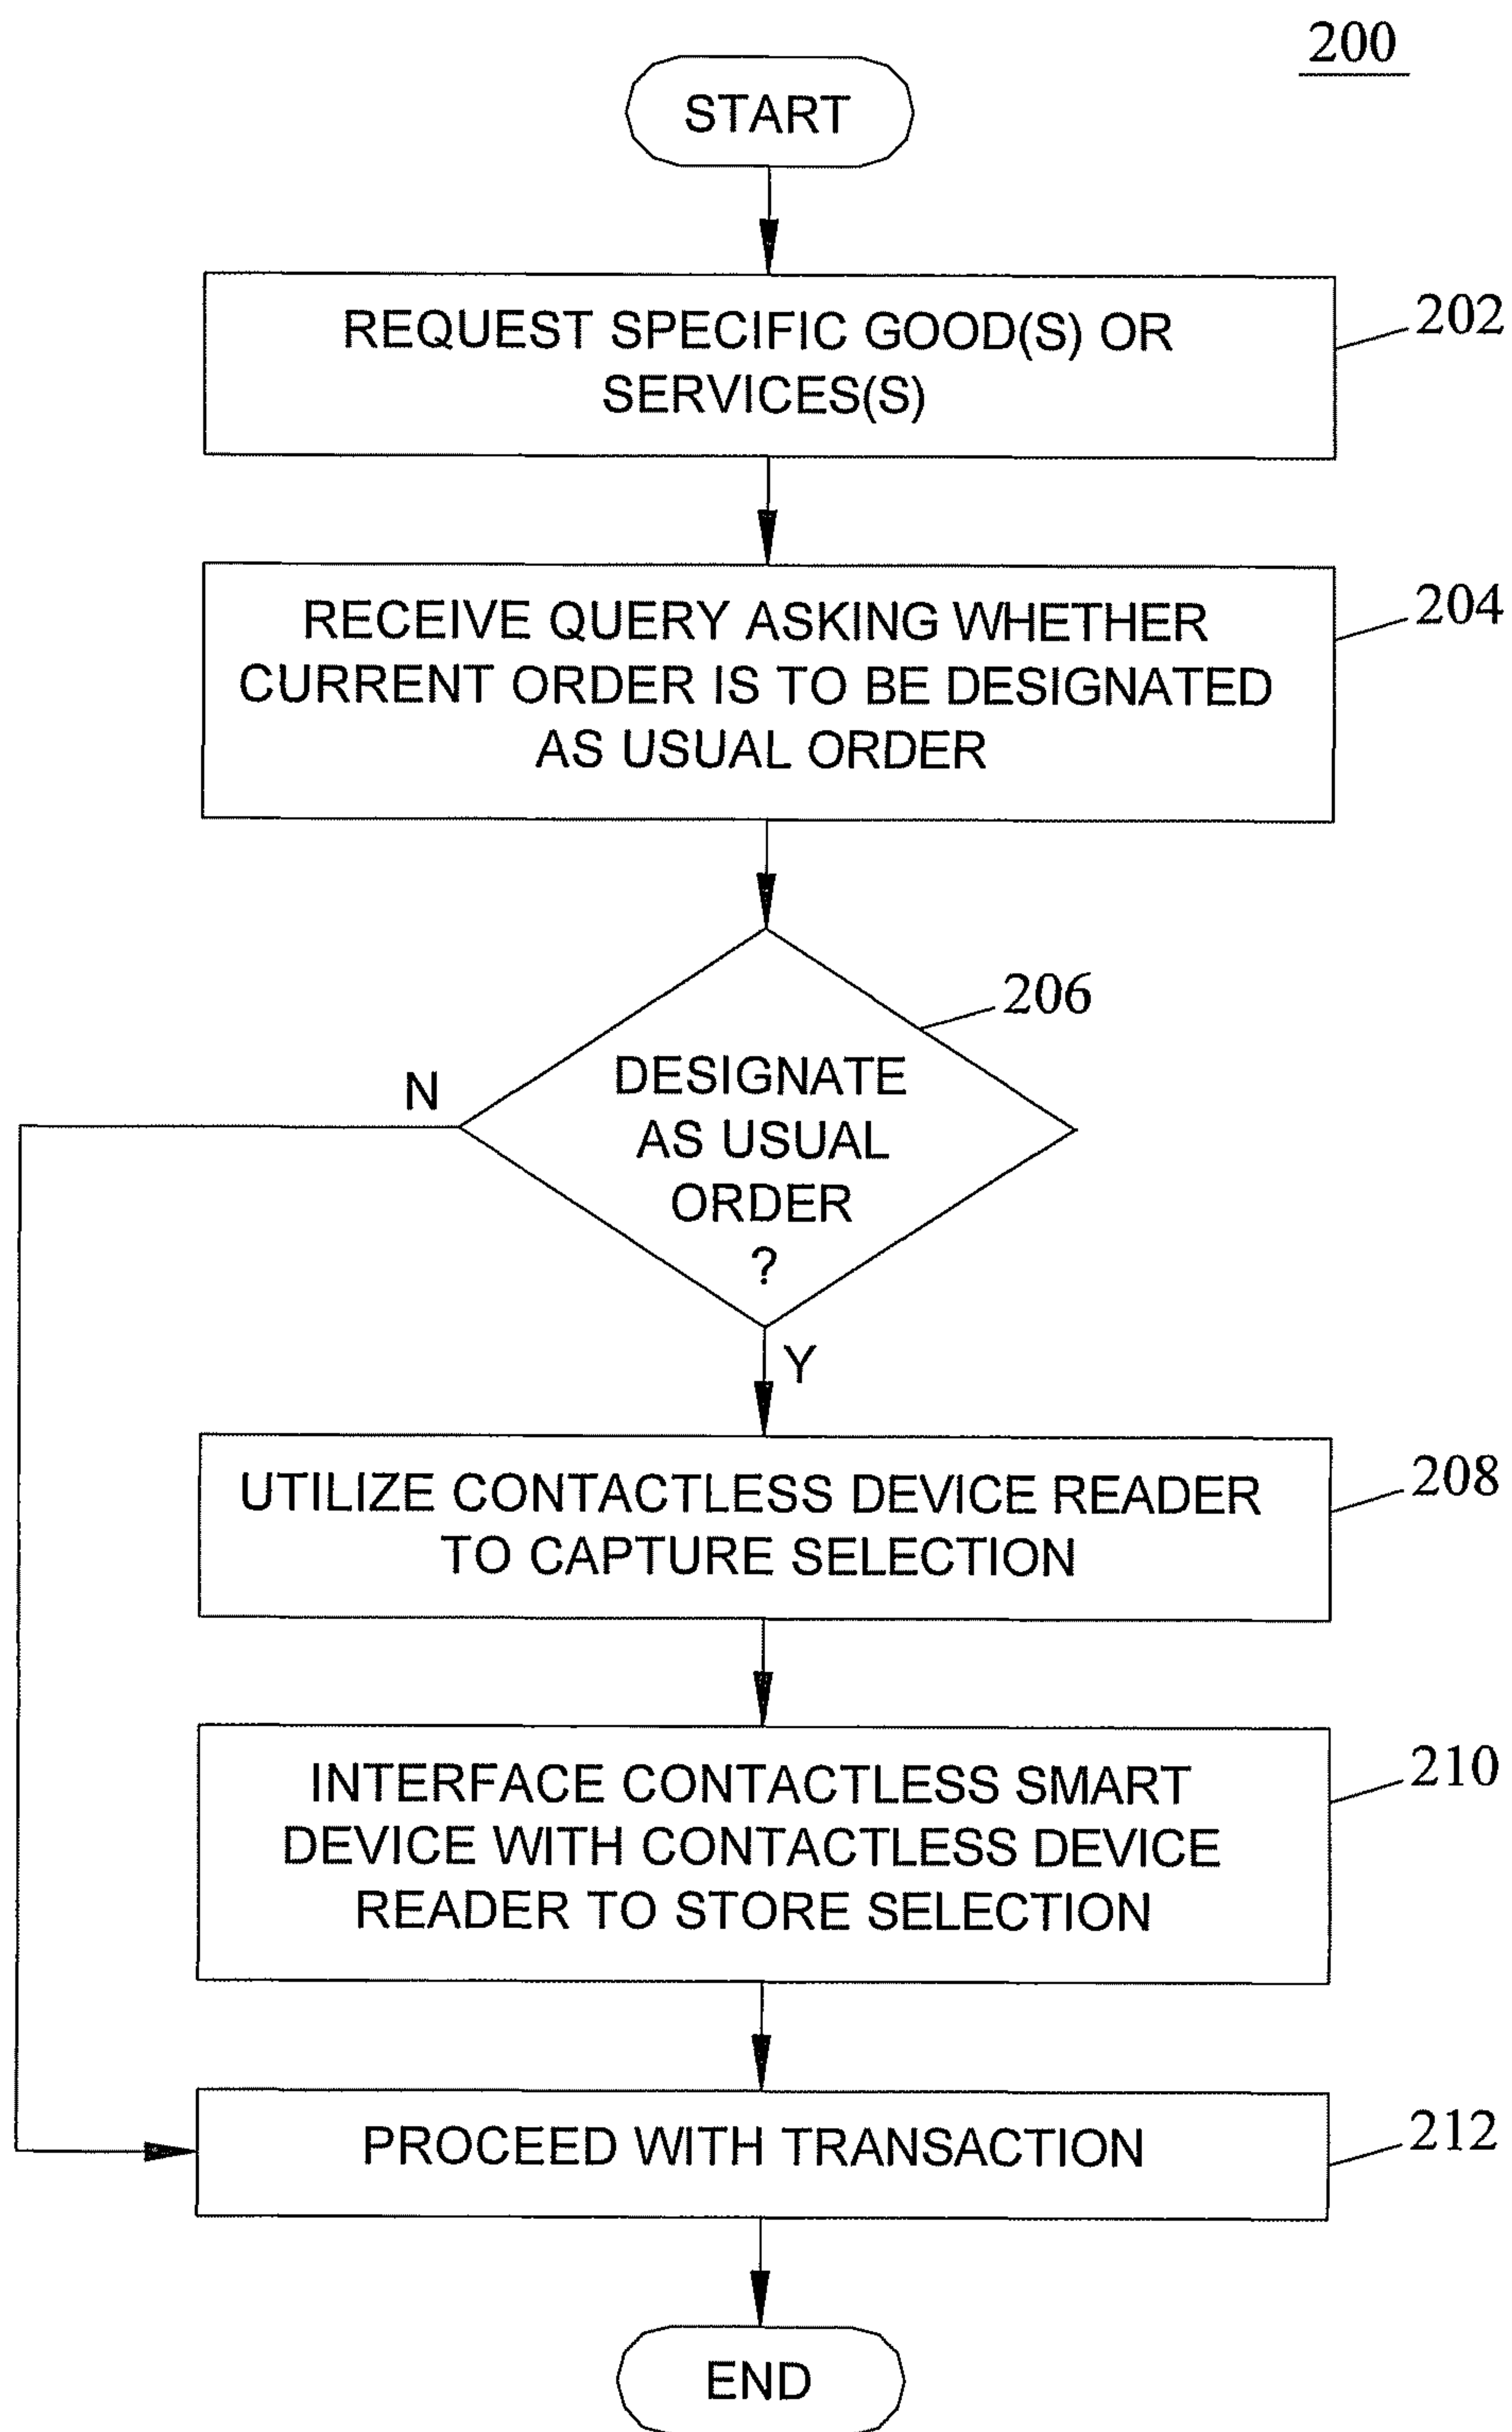 200
START
REQUEST SPECIFIC GOOD(S) OR
SERVICES(S)
202
RECEIVE QUERY ASKING WHETHER
CURRENT ORDER IS TO BE DESIGNATED
AS USUAL ORDER
204
206
DESIGNATE
AS USUAL
ORDER
?
N
Y
UTILIZE CONTACTLESS DEVICE READER
TO CAPTURE SELECTION
208
INTERFACE CONTACTLESS SMART
DEVICE WITH CONTACTLESS DEVICE
READER TO STORE SELECTION
210
PROCEED WITH TRANSACTION
212
END